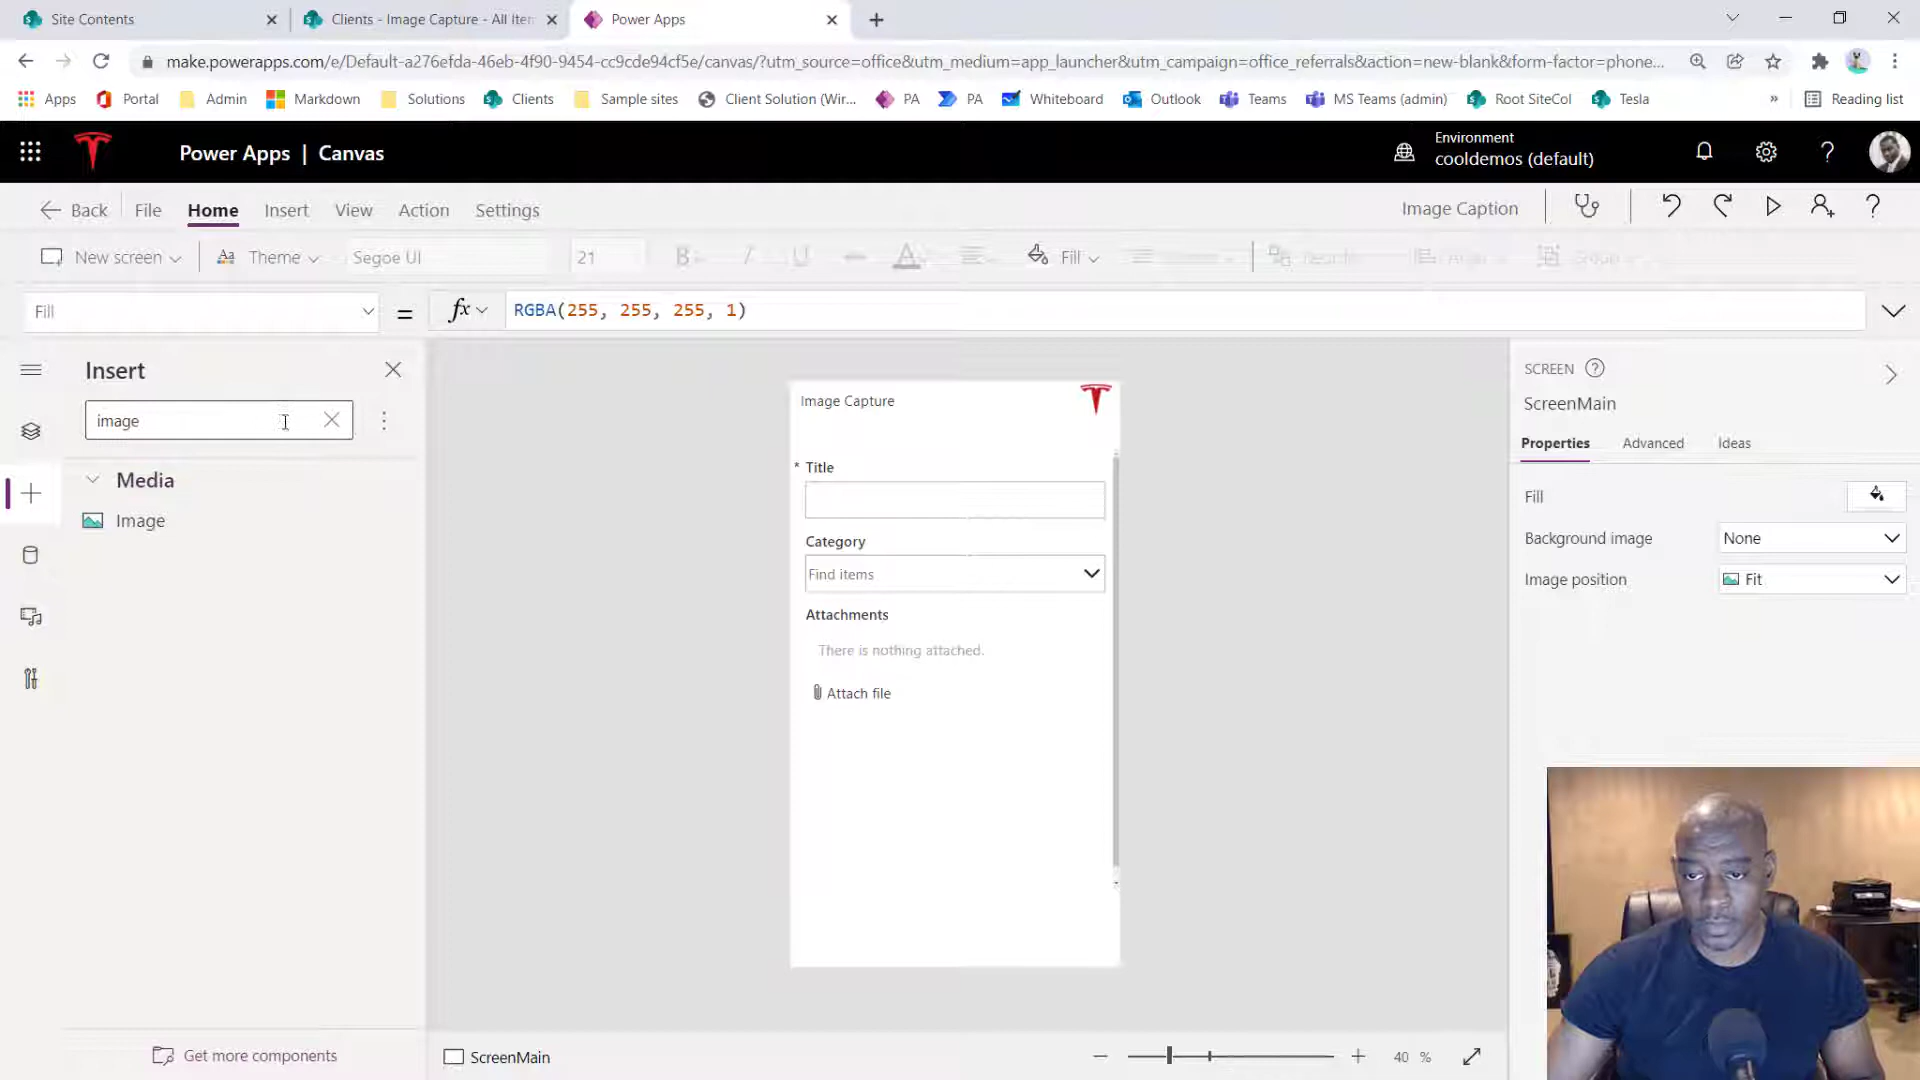 Site Contents
Clients - Image Capture - All Iter
Power Apps
make.powerapps.com/e/Default-a276efda-46eb-4f90-9454-cc9cde94cf5e/canvas/?utm_source=office&utm_medium=app_launcher&utm_campaign=office_referrals&action=new-blank&form-factor=phone...
Apps Portal Admin Markdown Solutions Clients Sample sites Client Solution (Wir... PA PA Whiteboard Outlook Teams MS Teams (admin) Root SiteCol Tesla » Reading list
Power Apps | Canvas
Environment
cooldemos (default)
Back File Home Insert View Action Settings Image Caption
New screen Theme Segoe UI 21 B I U A Fill
Fill = fx RGBA(255, 255, 255, 1)
Insert
image
Media
Image
Get more components
Image Capture
* Title
Category
Find items
Attachments
There is nothing attached.
Attach file
ScreenMain
40 %
SCREEN
ScreenMain
Properties Advanced Ideas
Fill
Background image None
Image position Fit